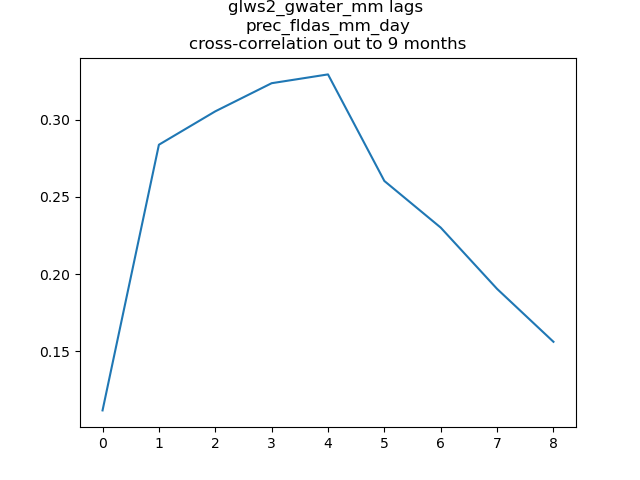 glws2_gwater_mm lags
prec_fldas_mm_day
cross-correlation out to 9 months
0.30
0.25
0.20
0.15
0 1 2 3 4 5 6 7 8